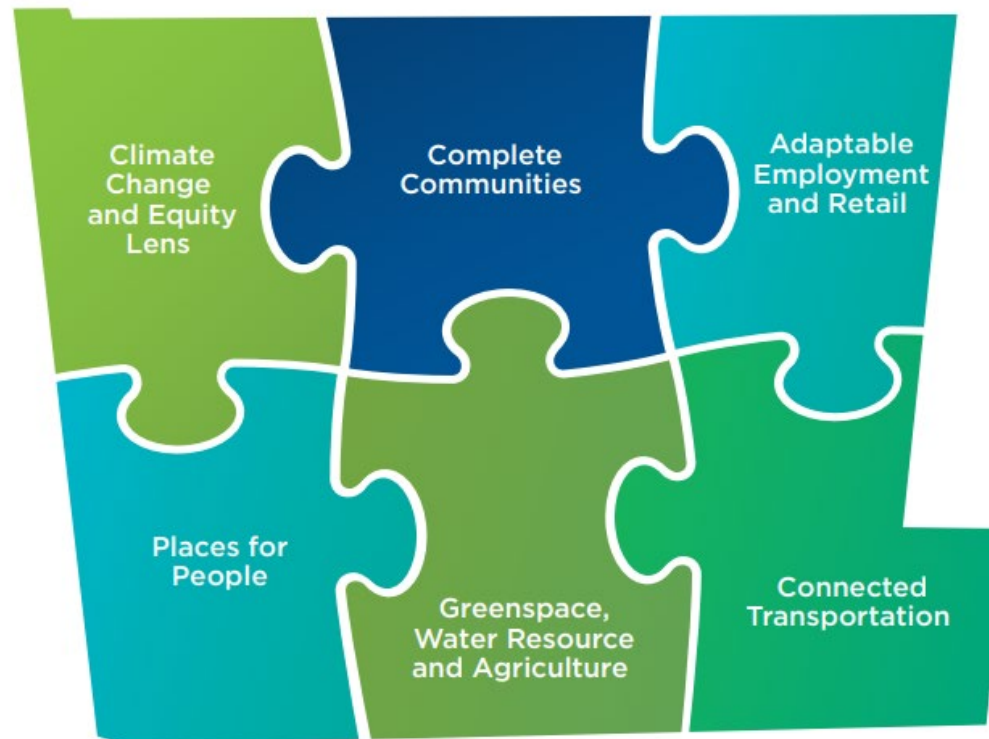 Climate
Change
and Equity
Lens
Complete
Communities
Adaptable
Employment
and Retail
Places for
People
Greenspace,
Water Resource
and Agriculture
Connected
Transportation